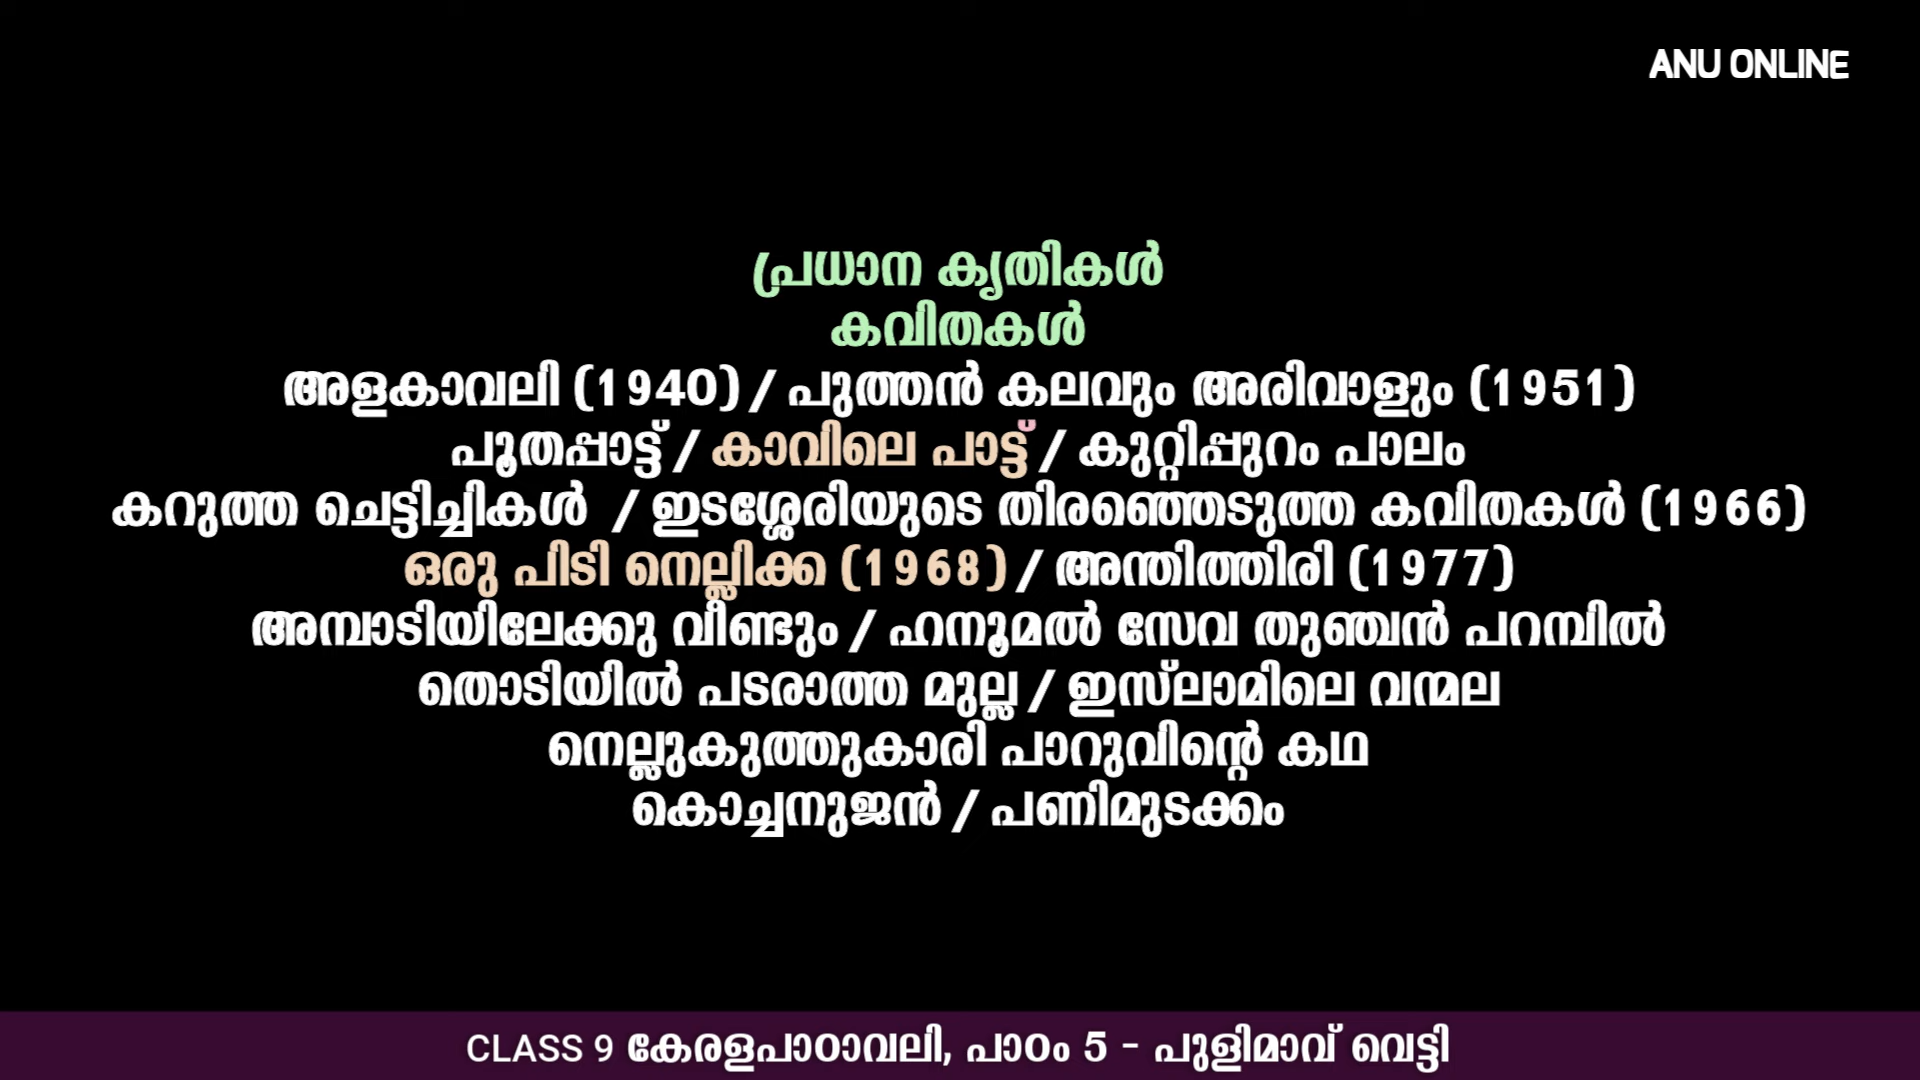 ANU ONLINE
പ്രധാന കൃതികൾ
കവിതകൾ
അളകാവലി (1940) / പുത്തൻ കലവും അരിവാളും (1951)
പൂതപ്പാട്ട് / കാവിലെ പാട്ട് / കുറ്റിപ്പുറം പാലം
കറുത്ത ചെട്ടിച്ചികൾ / ഇടശ്ശേരിയുടെ തിരഞ്ഞെടുത്ത കവിതകൾ (1966)
ഒരു പിടി നെല്ലിക്ക (1968) / അന്തിത്തിരി (1977)
അമ്പാടിയിലേക്കു വീണ്ടും / ഹനൂമൽ സേവ തുഞ്ചൻ പറമ്പിൽ
തൊടിയിൽ പടരാത്ത മുല്ല / ഇസ്‌ലാമിലെ വന്മല
നെല്ലുകുത്തുകാരി പാറുവിന്റെ കഥ
കൊച്ചനുജൻ / പണിമുടക്കം
CLASS 9 കേരളപാഠാവലി, പാഠം 5 - പുളിമാവ് വെട്ടി